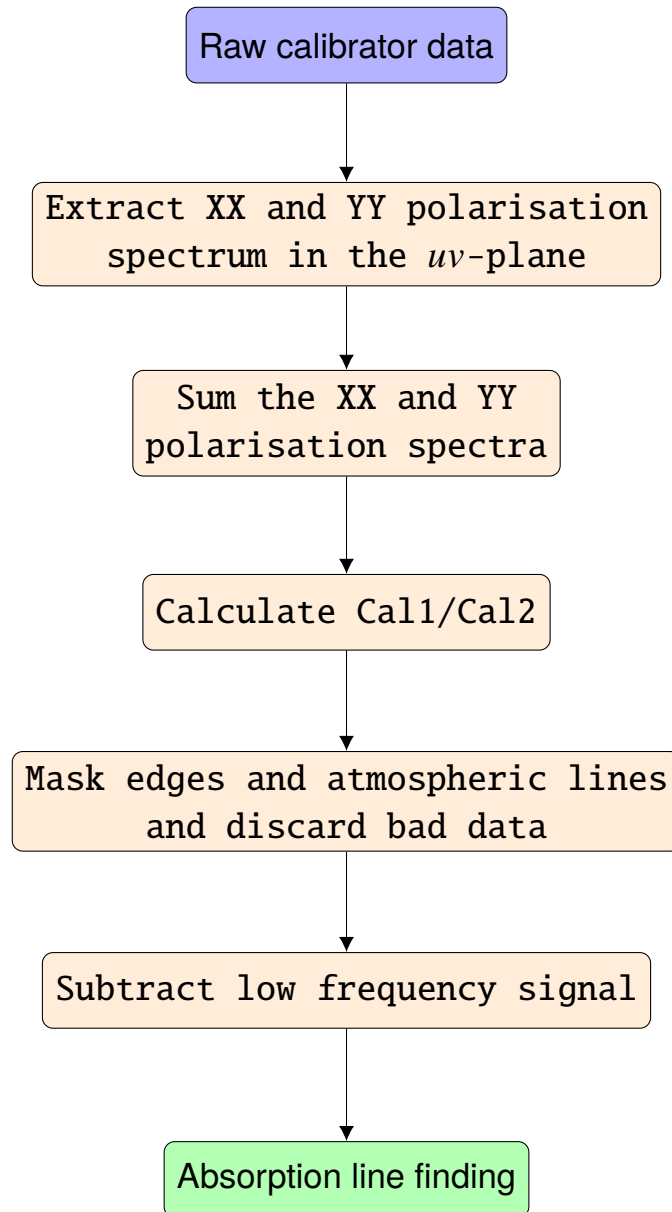 Raw calibrator data
Extract XX and YY polarisation
spectrum in the uv-plane
Sum the XX and YY
polarisation spectra
Calculate Cal1/Cal2
Mask edges and atmospheric lines
and discard bad data
Subtract low frequency signal
Absorption line finding